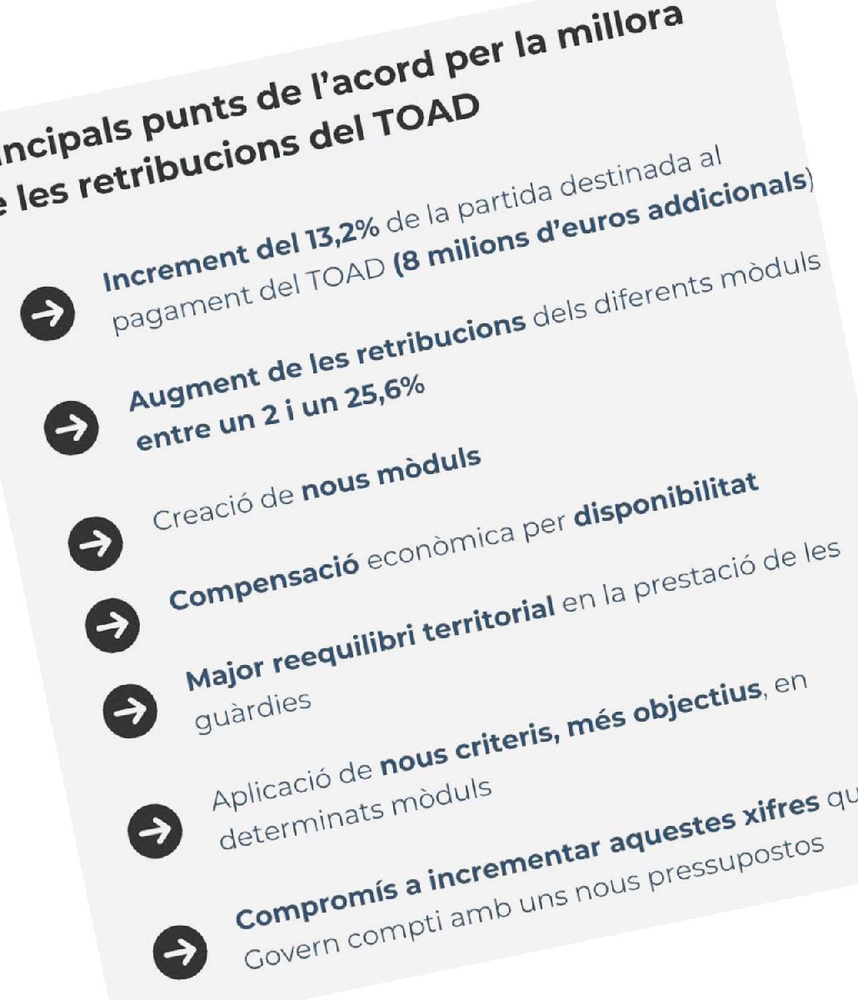 incipals punts de l'acord per la millora
e les retribucions del TOAD
Increment del 13,2% de la partida destinada al
pagament del TOAD (8 milions d'euros addicionals)
Augment de les retribucions dels diferents mòduls
entre un 2 i un 25,6%
Creació de nous mòduls
Compensació econòmica per disponibilitat
Major reequilibri territorial en la prestació de les
guàrdies
Aplicació de nous criteris, més objectius, en
determinats mòduls
Compromís a incrementar aquestes xifres qu
Govern compti amb uns nous pressupostos